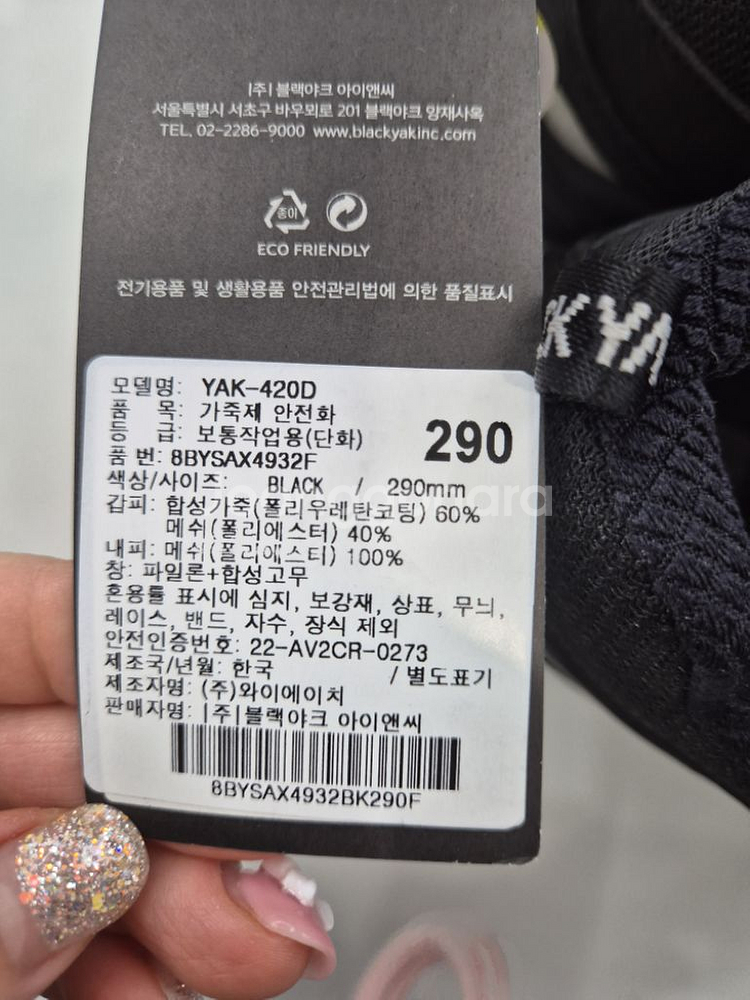 (주) 블랙야크 아이앤씨
서울특별시 서초구 바우뫼로 201 블랙야크 양재사옥
TEL. 02-2286-9000 www.blackyakinc.com
종이
ECO FRIENDLY
전기용품 및 생활용품 안전관리법에 의한 품질표시
CK YA
모델명: YAK-420D
품 목: 가죽제 안전화
등 급: 보통작업용(단화)
290
품 번: 8BYSAX4932F
색상/사이즈: BLACK / 290mm
갑피: 합성가죽(폴리우레탄코팅) 60%
메쉬(폴리에스터) 40%
내피: 메쉬(폴리에스터) 100%
창: 파일론+합성고무
혼용률 표시에 심지, 보강재, 상표, 무늬,
레이스, 밴드, 자수, 장식 제외
안전인증번호: 22-AV2CR-0273
제조국/년월: 한국 /별도표기
제조자명: (주)와이에이치
판매자명: (주)블랙야크 아이앤씨
8BYSAX4932BK290F